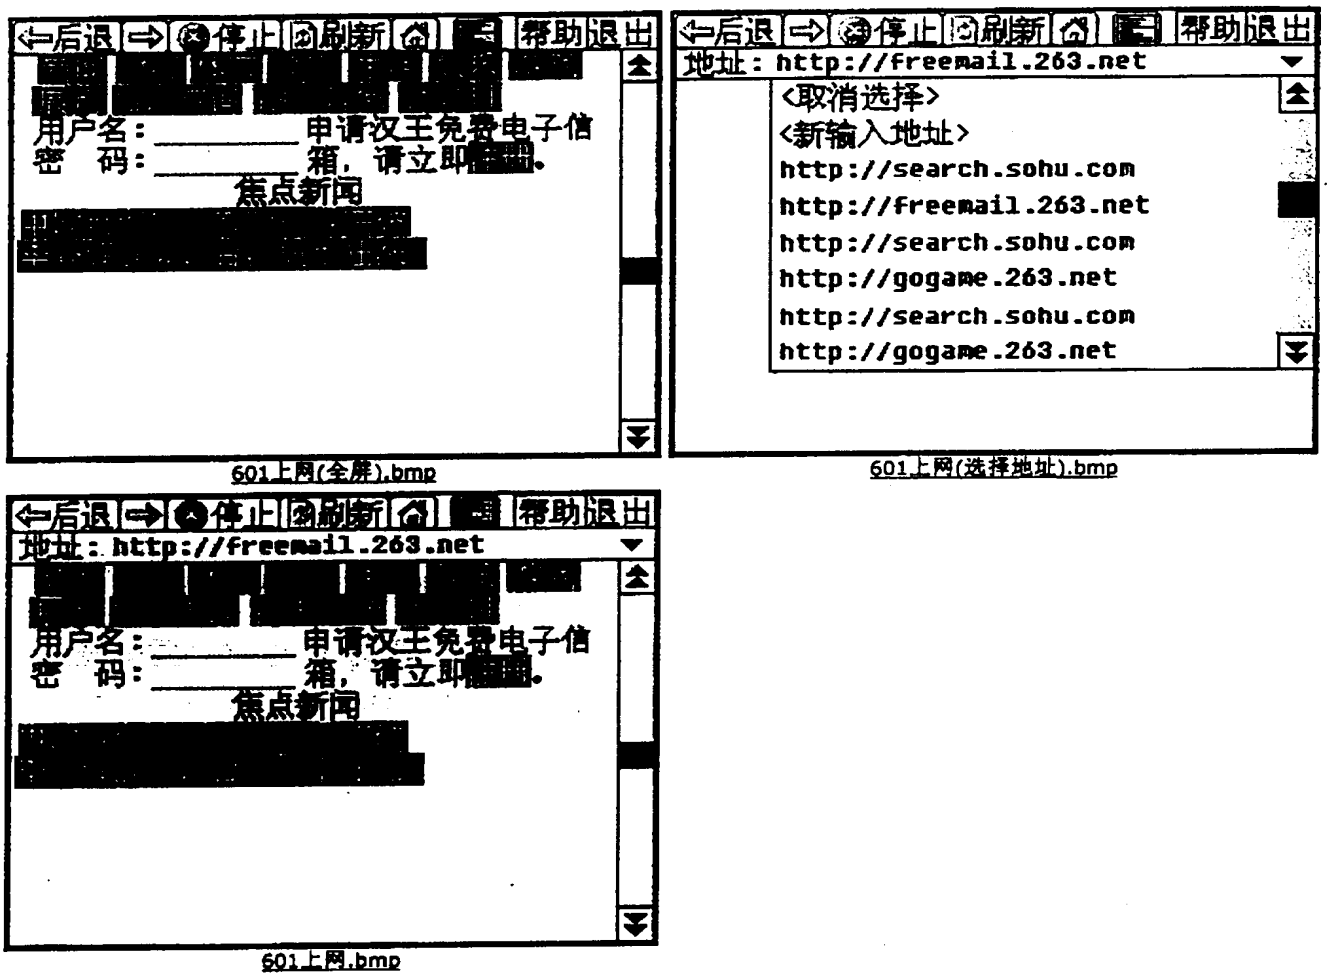 后退 停止 刷新 帮助 退出
用户名: 申请汉王免费电子信
密 码: 箱, 请立即 。
焦点新闻
601上网(全屏).bmp
后退 停止 刷新 帮助 退出
地址: http://freemail.263.net
<取消选择>
<新输入地址>
http://search.sohu.com
http://freemail.263.net
http://search.sohu.com
http://gogame.263.net
http://search.sohu.com
http://gogame.263.net
601上网(选择地址).bmp
后退 停止 刷新 帮助 退出
地址: http://freemail.263.net
用户名: 申请汉王免费电子信
密 码: 箱, 请立即 。
焦点新闻
601上网.bmp